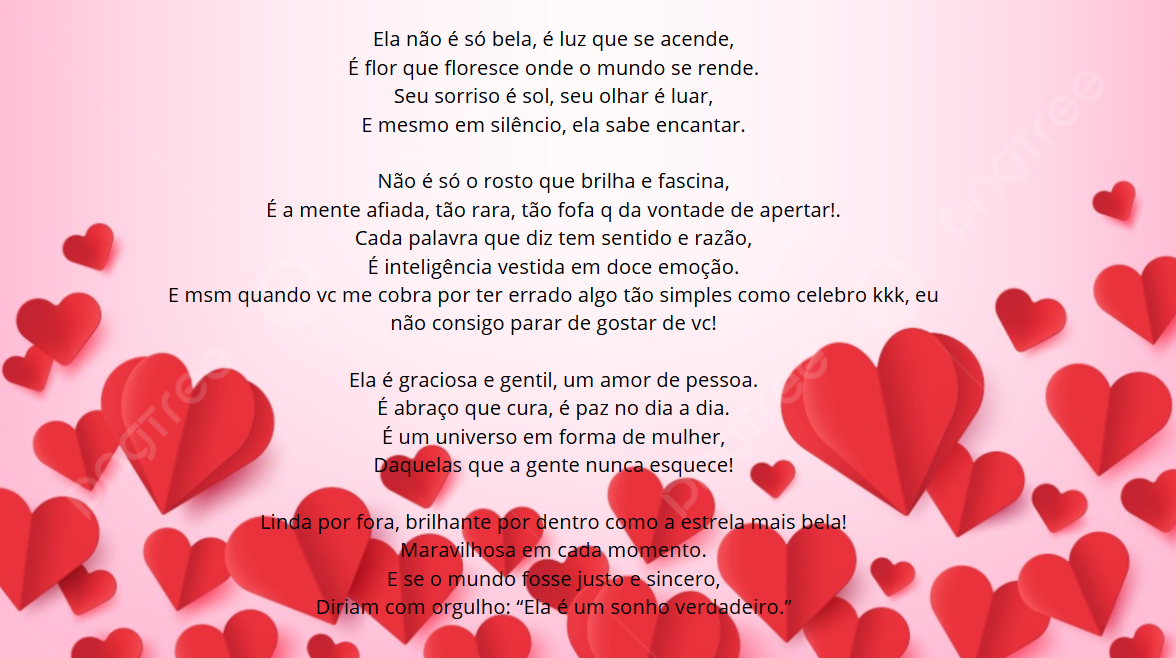 Ela não é só bela, é luz que se acende,
É flor que floresce onde o mundo se rende.
Seu sorriso é sol, seu olhar é luar,
E mesmo em silêncio, ela sabe encantar.
Não é só o rosto que brilha e fascina,
É a mente afiada, tão rara, tão fofa q da vontade de apertar!.
Cada palavra que diz tem sentido e razão,
É inteligência vestida em doce emoção.
E msm quando vc me cobra por ter errado algo tão simples como celebro kkk, eu
não consigo parar de gostar de vc!
Ela é graciosa e gentil, um amor de pessoa.
É abraço que cura, é paz no dia a dia.
É um universo em forma de mulher,
Daquelas que a gente nunca esquece!
Linda por fora, brilhante por dentro como a estrela mais bela!
Maravilhosa em cada momento.
E se o mundo fosse justo e sincero,
Diriam com orgulho: “Ela é um sonho verdadeiro.”
pngtree
pngtree
pngtree